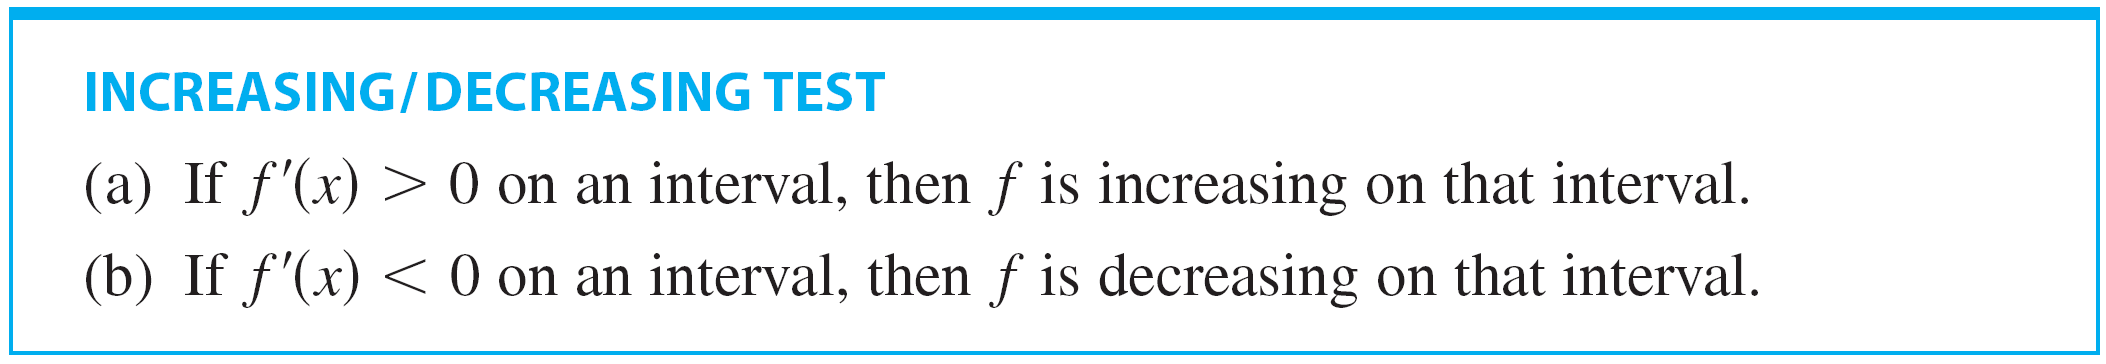 INCREASING/DECREASING TEST
(a) If f′(x) > 0 on an interval, then f is increasing on that interval.
(b) If f′(x) < 0 on an interval, then f is decreasing on that interval.